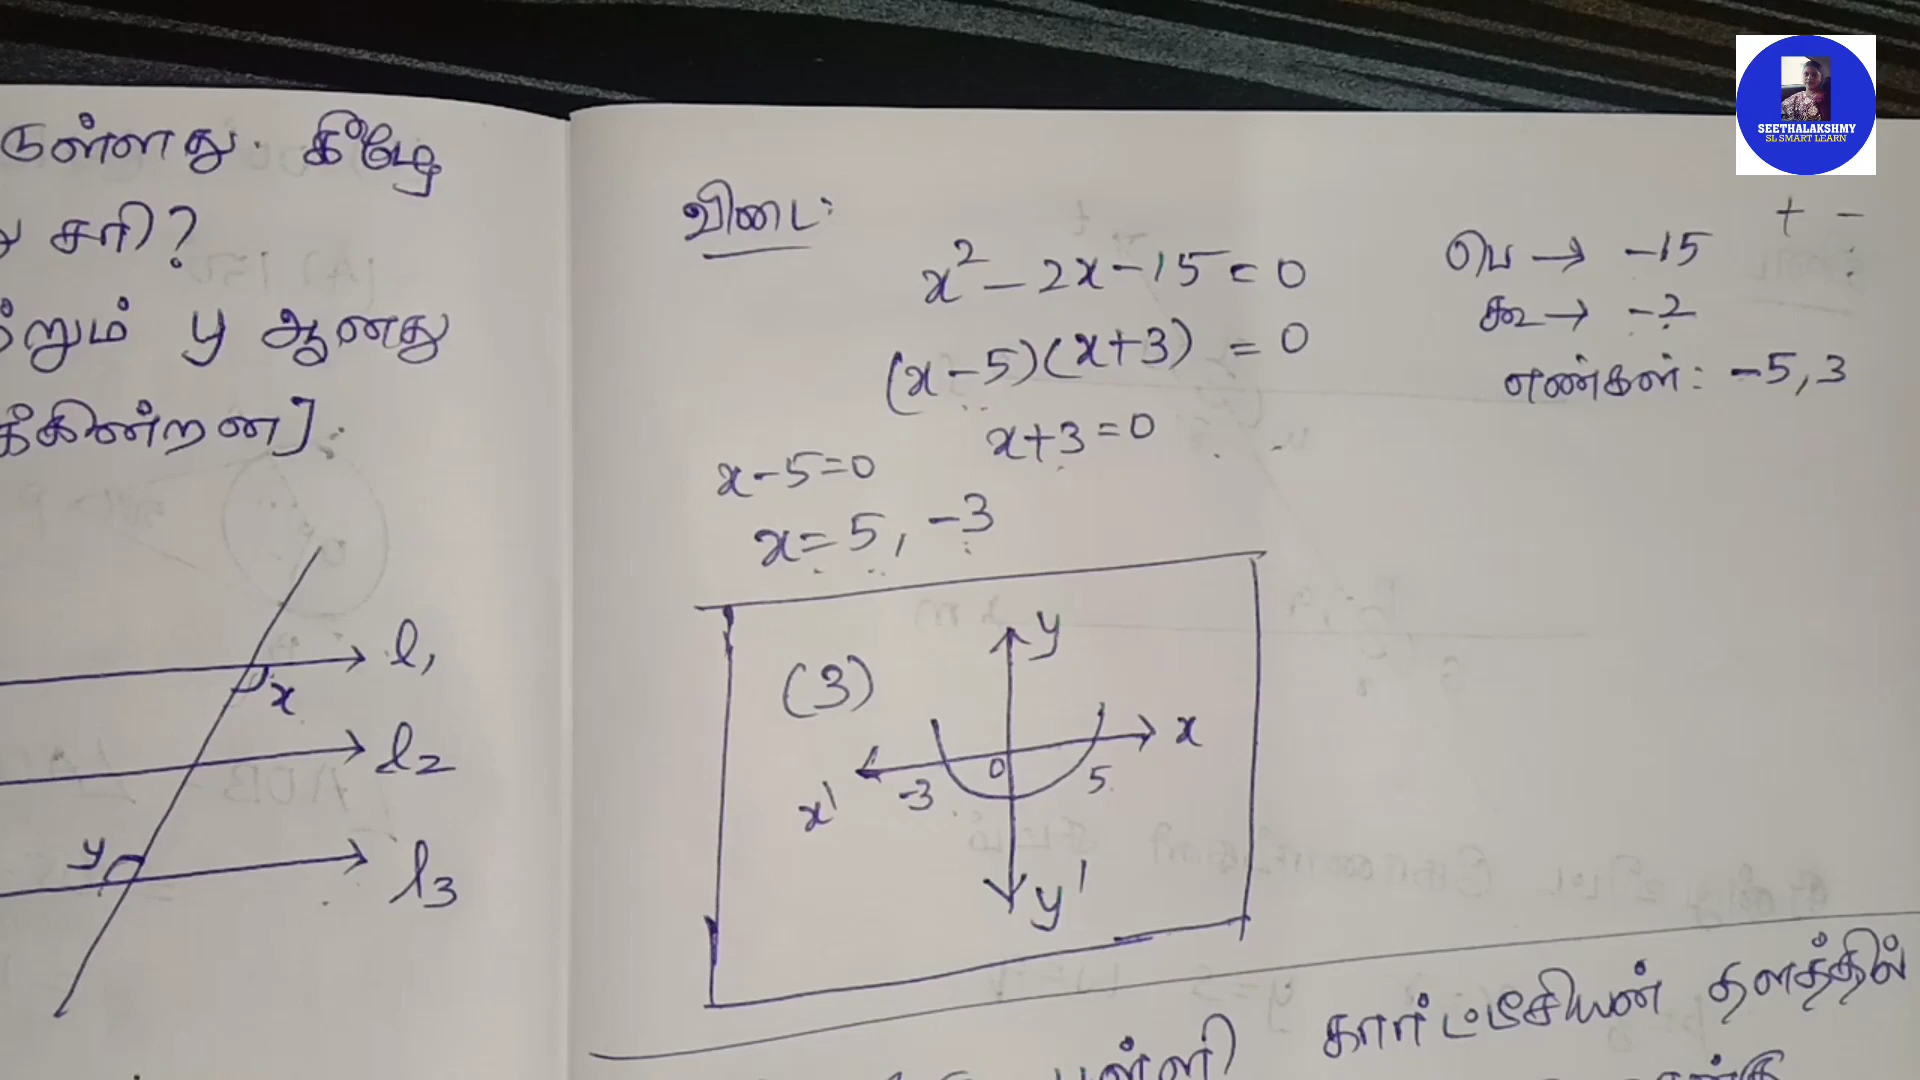 ருள்ளது. கீழே
சரி?
y ஆனது
கின்றன].
x
l1
l2
y
l3
விடை:
x² - 2x - 15 = 0
(x-5)(x+3) = 0
x+3=0
x-5=0
x = 5, -3
+ -
பெ → -15
கூ → -2
எண்கள்: -5, 3
(3)
y
x
x'
-3
0
5
y'
கார்ட்டீசியன் தளத்தில்
SEETHALAKSHMY
SL SMART LEARN